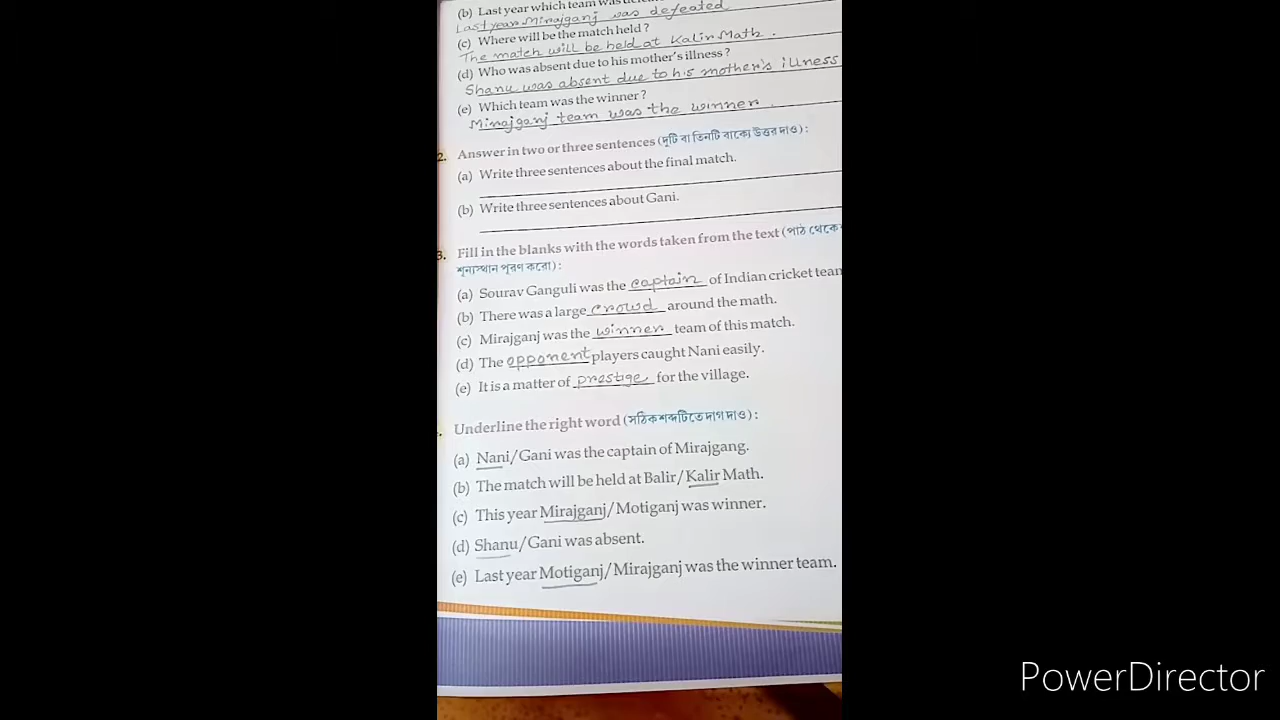 (b) Last year which team was
Last year Mirajganj was defeated
(c) Where will be the match held?
The match will be held at Kalir Math.
(d) Who was absent due to his mother's illness?
Shanu was absent due to his mother's illness
(e) Which team was the winner?
Mirajganj team was the winner.
2. Answer in two or three sentences (দুটি বা তিনটি বাক্যে উত্তর দাও):
(a) Write three sentences about the final match.
(b) Write three sentences about Gani.
3. Fill in the blanks with the words taken from the text (পাঠ থেকে
শূন্যস্থান পূরণ করো):
(a) Sourav Ganguli was the captain of Indian cricket team
(b) There was a large crowd around the math.
(c) Mirajganj was the winner team of this match.
(d) The opponent players caught Nani easily.
(e) It is a matter of prestige for the village.
Underline the right word (সঠিক শব্দটিতে দাগ দাও):
(a) Nani/Gani was the captain of Mirajgang.
(b) The match will be held at Balir/Kalir Math.
(c) This year Mirajganj/Motiganj was winner.
(d) Shanu/Gani was absent.
(e) Last year Motiganj/Mirajganj was the winner team.
PowerDirector